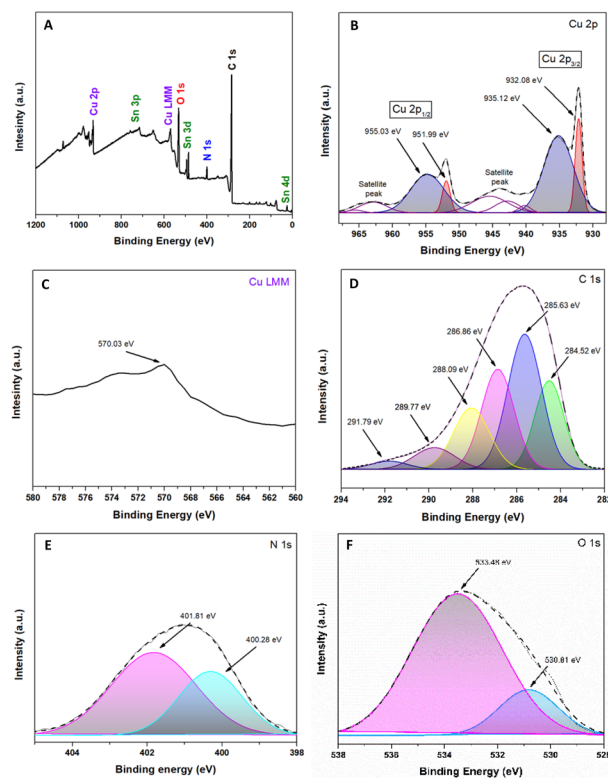 A
Intesinty (a.u.)
Cu 2p
Sn 3p
Cu LMM
O 1s
Sn 3d
N 1s
C 1s
Sn 4d
1200 1000 800 600 400 200 0
Binding Energy (eV)
B
Cu 2p
Intensity (a.u.)
Cu 2p3/2
932.08 eV
935.12 eV
Cu 2p1/2
955.03 eV
951.99 eV
Satellite
peak
Satellite
peak
965 960 955 950 945 940 935 930
Binding Energy (eV)
C
Cu LMM
Intesinty (a.u.)
570.03 eV
580 578 576 574 572 570 568 566 564 562 560
Binding Energy (eV)
D
C 1s
Intensity (a.u.)
285.63 eV
286.86 eV
284.52 eV
288.09 eV
289.77 eV
291.79 eV
294 292 290 288 286 284 282
Binding Energy (eV)
E
N 1s
Intensity (a.u.)
401.81 eV
400.28 eV
404 402 400 398
Binding energy (eV)
F
O 1s
Intensity (a.u.)
533.48 eV
530.81 eV
538 535 533 530 528
Binding Energy (eV)